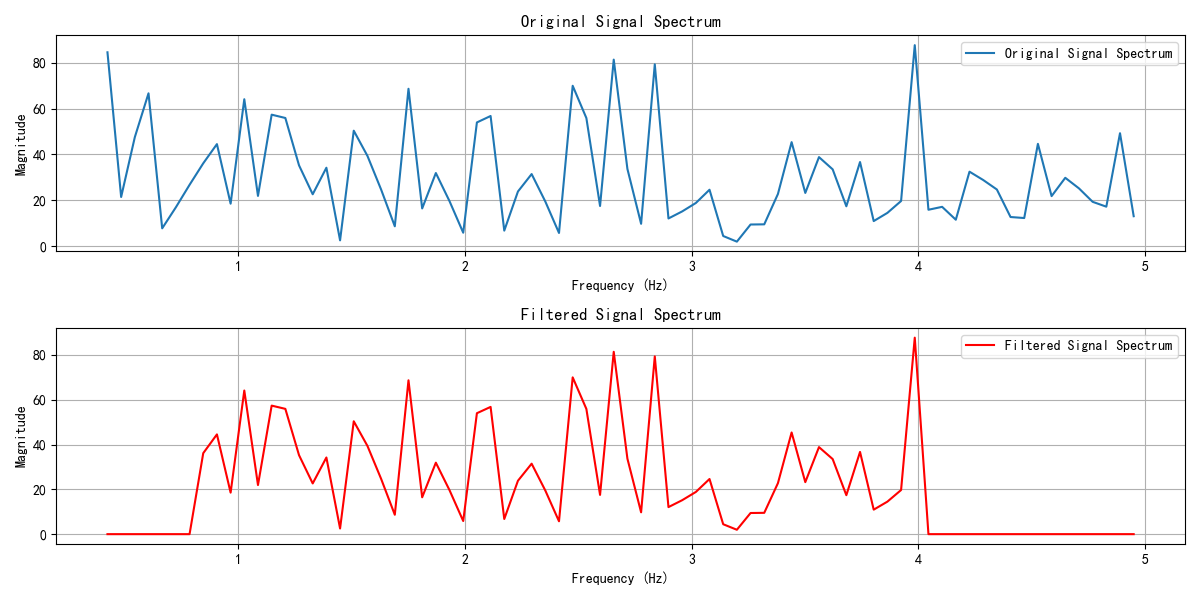 Original Signal Spectrum
Original Signal Spectrum
Magnitude
80
60
40
20
0
1 2 3 4 5
Frequency (Hz)
Filtered Signal Spectrum
Filtered Signal Spectrum
Magnitude
80
60
40
20
0
1 2 3 4 5
Frequency (Hz)